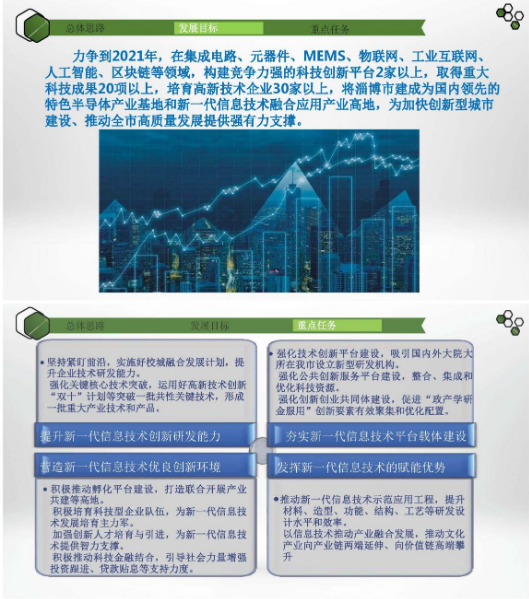 总体思路 发展目标 重点任务
力争到2021年，在集成电路、元器件、MEMS、物联网、工业互联网、
人工智能、区块链等领域，构建竞争力强的科技创新平台2家以上，取得重大
科技成果20项以上，培育高新技术企业30家以上，将淄博市建成为国内领先的
特色半导体产业基地和新一代信息技术融合应用产业高地，为加快创新型城市
建设、推动全市高质量发展提供强有力支撑。
总体思路 发展目标 重点任务
• 坚持紧盯前沿，实施好校城融合发展计划，提
升企业技术研发能力。
强化关键核心技术突破，运用好高新技术创新
“双十”计划等突破一批共性关键技术，形成
一批重大产业技术和产品。
提升新一代信息技术创新研发能力
• 强化技术创新平台建设，吸引国内外大院大
所在我市设立新型研发机构。
强化公共创新服务平台建设，整合、集成和
优化科技资源。
强化创新创业共同体建设，促进“政产学研
金服用”创新要素有效聚集和优化配置。
夯实新一代信息技术平台载体建设
营造新一代信息技术优良创新环境
• 积极推动孵化平台建设，打造联合开展产业
共建等高地。
积极培育科技型企业队伍，为新一代信息技
术发展培育主力军。
加强创新人才培育与引进，为新一代信息技
术提供智力支撑。
积极推动科技金融结合，引导社会力量增强
投资跟进、贷款贴息等支持力度。
发挥新一代信息技术的赋能优势
• 推动新一代信息技术示范应用工程，提升
材料、造型、功能、结构、工艺等研发设
计水平和效率。
以信息技术推动产业融合发展，推动文化
产业向产业链两端延伸、向价值链高端攀
升